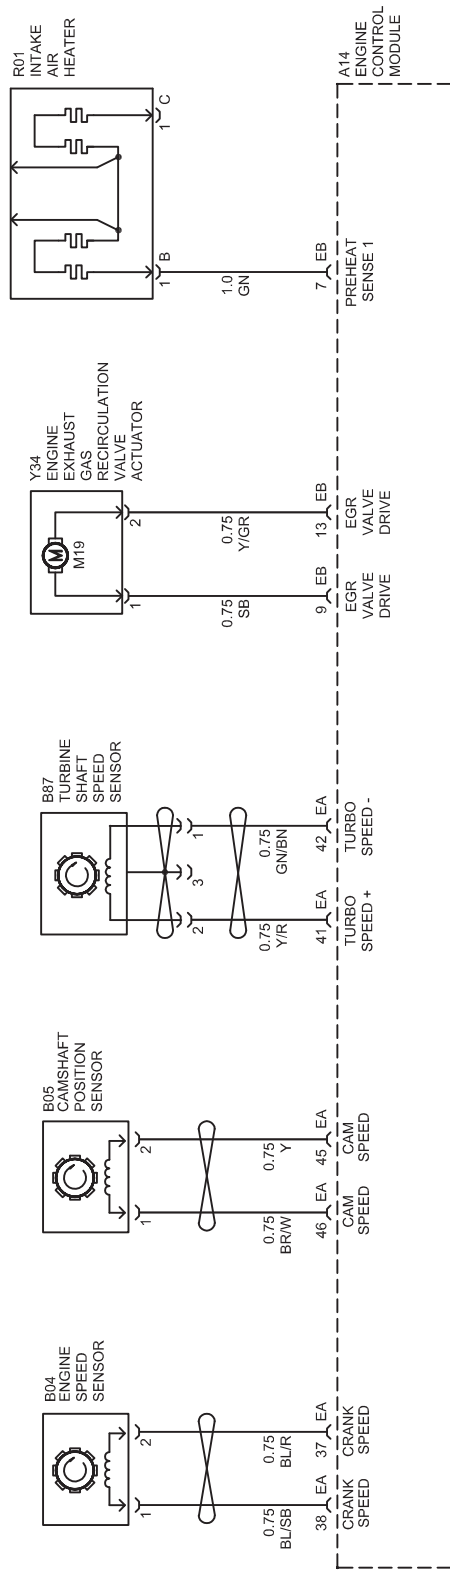 R01
INTAKE
AIR
HEATER
C
1
B
1
1.0
GN
7
EB
PREHEAT
SENSE 1
A14
ENGINE
CONTROL
MODULE
Y34
ENGINE
EXHAUST
GAS
RECIRCULATION
VALVE
ACTUATOR
M
M19
2
1
0.75
Y/GR
0.75
SB
13
EB
EGR
VALVE
DRIVE
9
EB
EGR
VALVE
DRIVE
B87
TURBINE
SHAFT
SPEED
SENSOR
1
3
2
0.75
GN/BN
0.75
Y/R
42
EA
TURBO
SPEED -
41
EA
TURBO
SPEED +
B05
CAMSHAFT
POSITION
SENSOR
2
1
0.75
Y
0.75
BR/W
45
EA
CAM
SPEED
46
EA
CAM
SPEED
B04
ENGINE
SPEED
SENSOR
2
1
0.75
BL/R
0.75
BL/SB
37
EA
CRANK
SPEED
38
EA
CRANK
SPEED